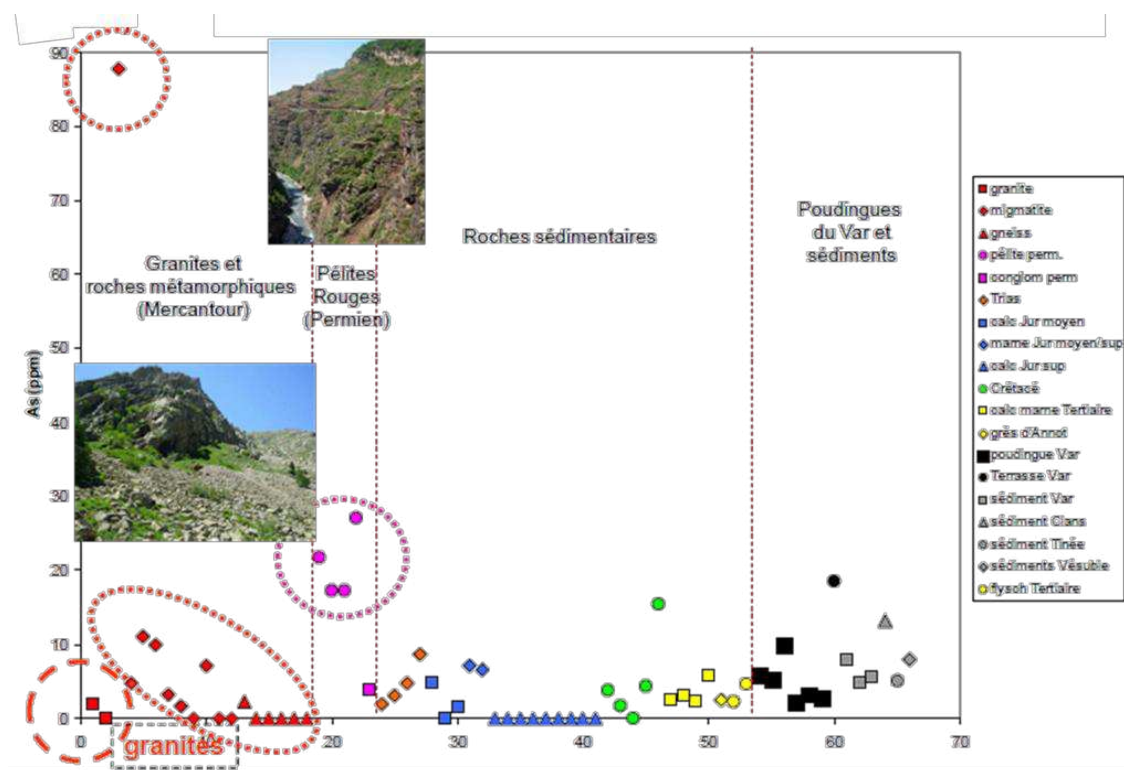 90
80
70
60
50
40
30
20
10
0
As (ppm)
0
10
20
30
40
50
60
70
Granites et
roches métamorphiques
(Mercantour)
Pélites
Rouges
(Permien)
Roches sédimentaires
Poudingues
du Var et
sédiments
granites
granite
migmatite
gneiss
pélite perm.
conglom perm
Trias
calc Jur moyen
marne Jur moyen/sup
calc Jur sup
Crétacé
calc marne Tertiaire
grès d'Annot
poudingue Var
Terrasse Var
sédiment Var
sédiment Cians
sédiment Tinée
sédiments Vésubie
flysch Tertiaire